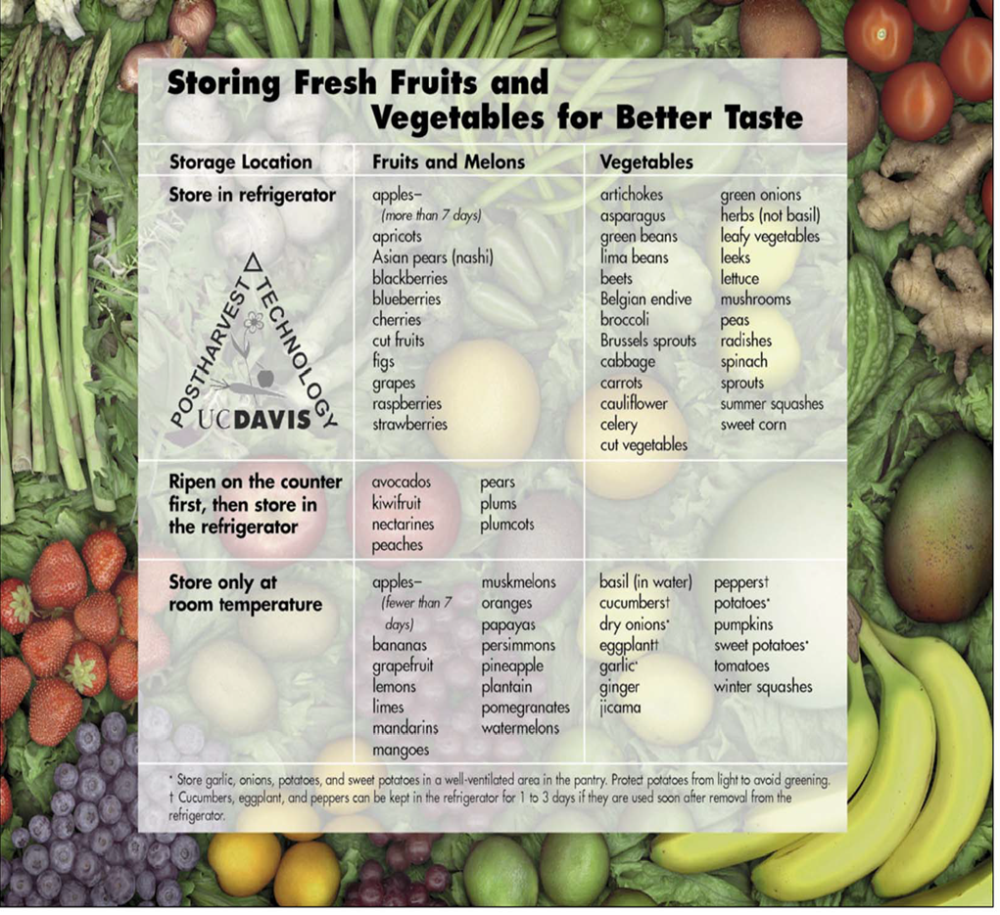 Storing Fresh Fruits and
Vegetables for Better Taste
Storage Location
Fruits and Melons
Vegetables
Store in refrigerator
POSTHARVEST TECHNOLOGY
UCDAVIS
apples–
(more than 7 days)
apricots
Asian pears (nashi)
blackberries
blueberries
cherries
cut fruits
figs
grapes
raspberries
strawberries
artichokes
asparagus
green beans
lima beans
beets
Belgian endive
broccoli
Brussels sprouts
cabbage
carrots
cauliflower
celery
cut vegetables
green onions
herbs (not basil)
leafy vegetables
leeks
lettuce
mushrooms
peas
radishes
spinach
sprouts
summer squashes
sweet corn
Ripen on the counter
first, then store in
the refrigerator
avocados
kiwifruit
nectarines
peaches
pears
plums
plumcots
Store only at
room temperature
apples–
(fewer than 7
days)
bananas
grapefruit
lemons
limes
mandarins
mangoes
muskmelons
oranges
papayas
persimmons
pineapple
plantain
pomegranates
watermelons
basil (in water)
cucumbers†
dry onions*
eggplant†
garlic*
ginger
jicama
peppers†
potatoes*
pumpkins
sweet potatoes*
tomatoes
winter squashes
* Store garlic, onions, potatoes, and sweet potatoes in a well-ventilated area in the pantry. Protect potatoes from light to avoid greening.
† Cucumbers, eggplant, and peppers can be kept in the refrigerator for 1 to 3 days if they are used soon after removal from the
refrigerator.